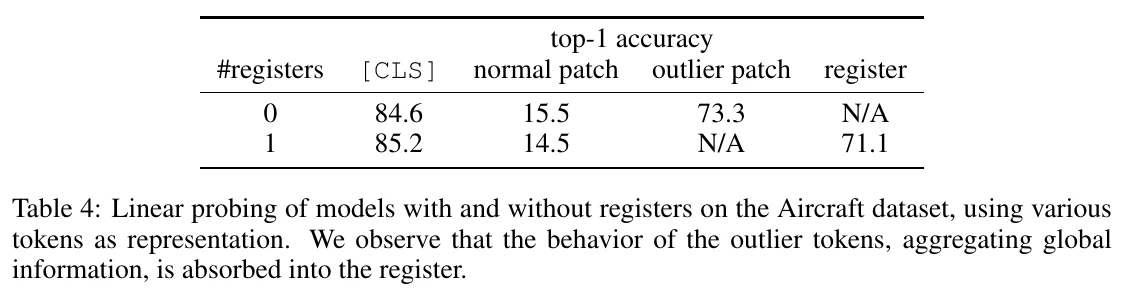 top-1 accuracy
#registers [CLS] normal patch outlier patch register
0 84.6 15.5 73.3 N/A
1 85.2 14.5 N/A 71.1
Table 4: Linear probing of models with and without registers on the Aircraft dataset, using various
tokens as representation. We observe that the behavior of the outlier tokens, aggregating global
information, is absorbed into the register.